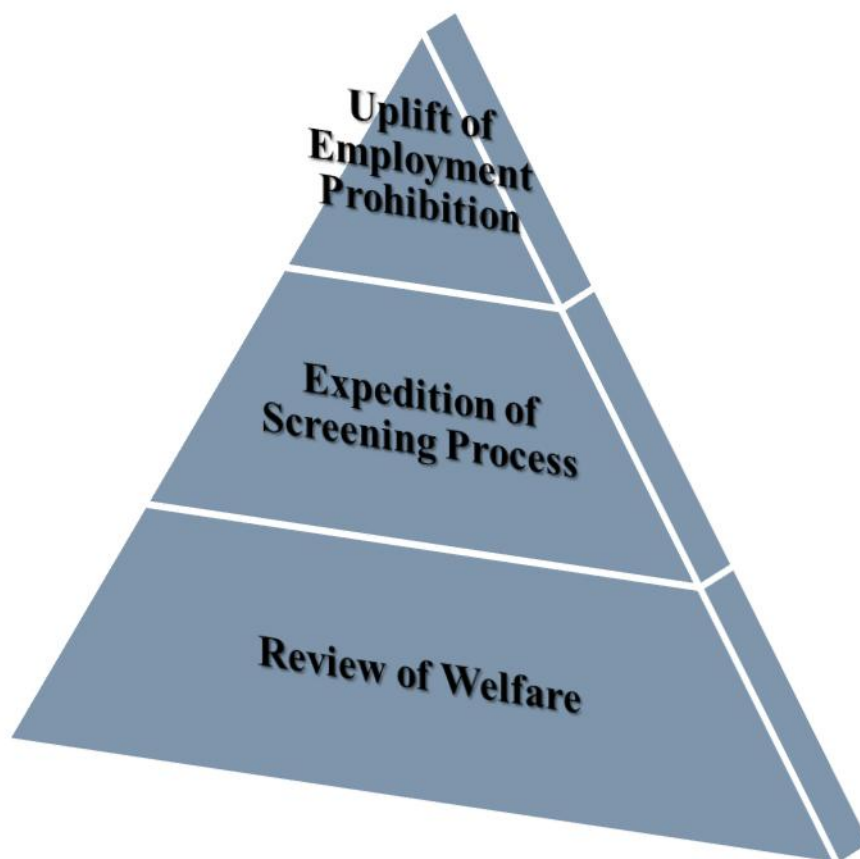 Uplift of
Employment
Prohibition
Expedition of
Screening Process
Review of Welfare